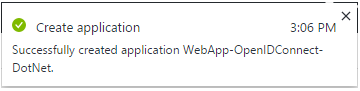 Create application 3:06 PM
Successfully created application WebApp-OpenIDConnect-
DotNet.